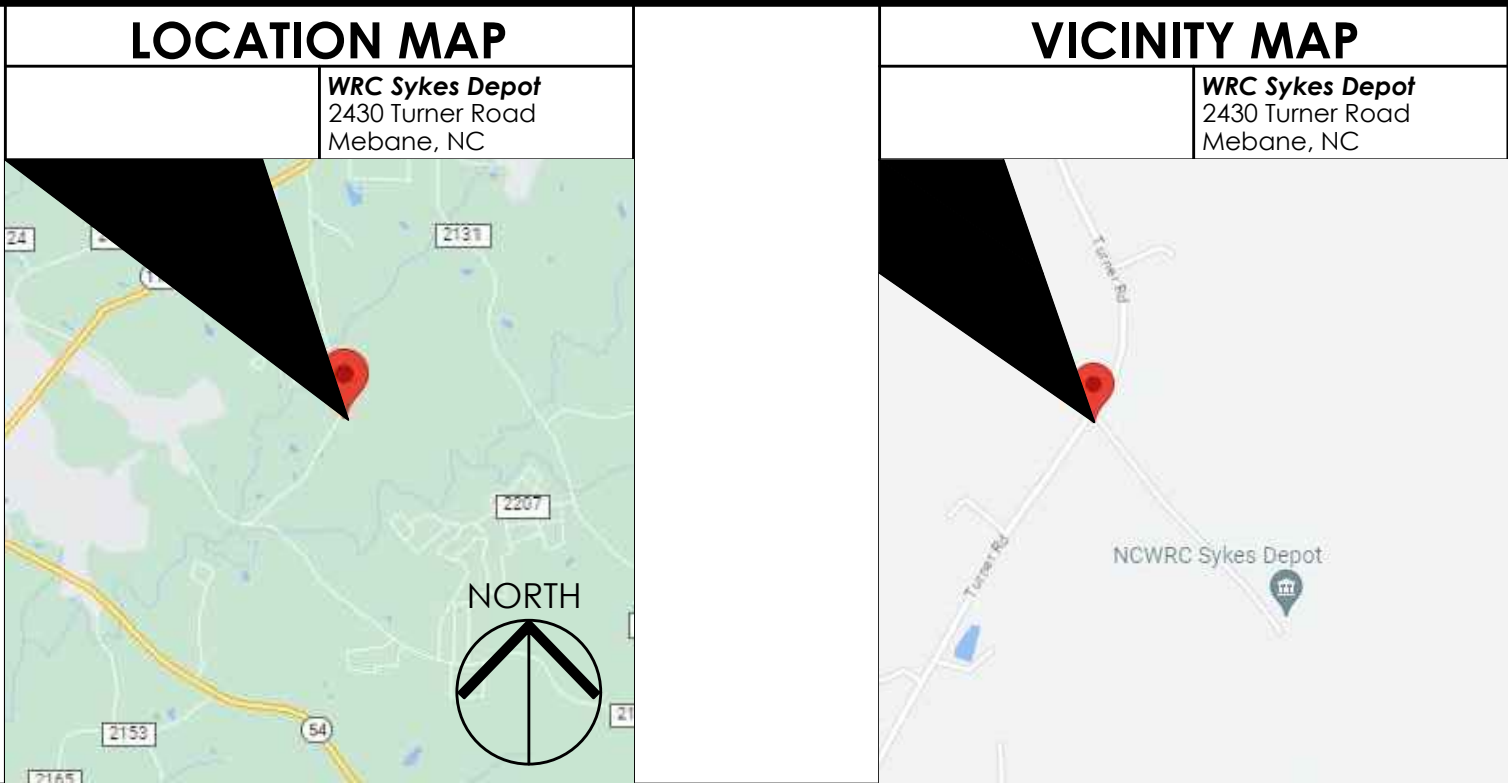 LOCATION MAP
WRC Sykes Depot
2430 Turner Road
Mebane, NC
24
2131
2207
NORTH
2153
54
21
2165
VICINITY MAP
WRC Sykes Depot
2430 Turner Road
Mebane, NC
Turner Rd
Turner Rd
NCWRC Sykes Depot